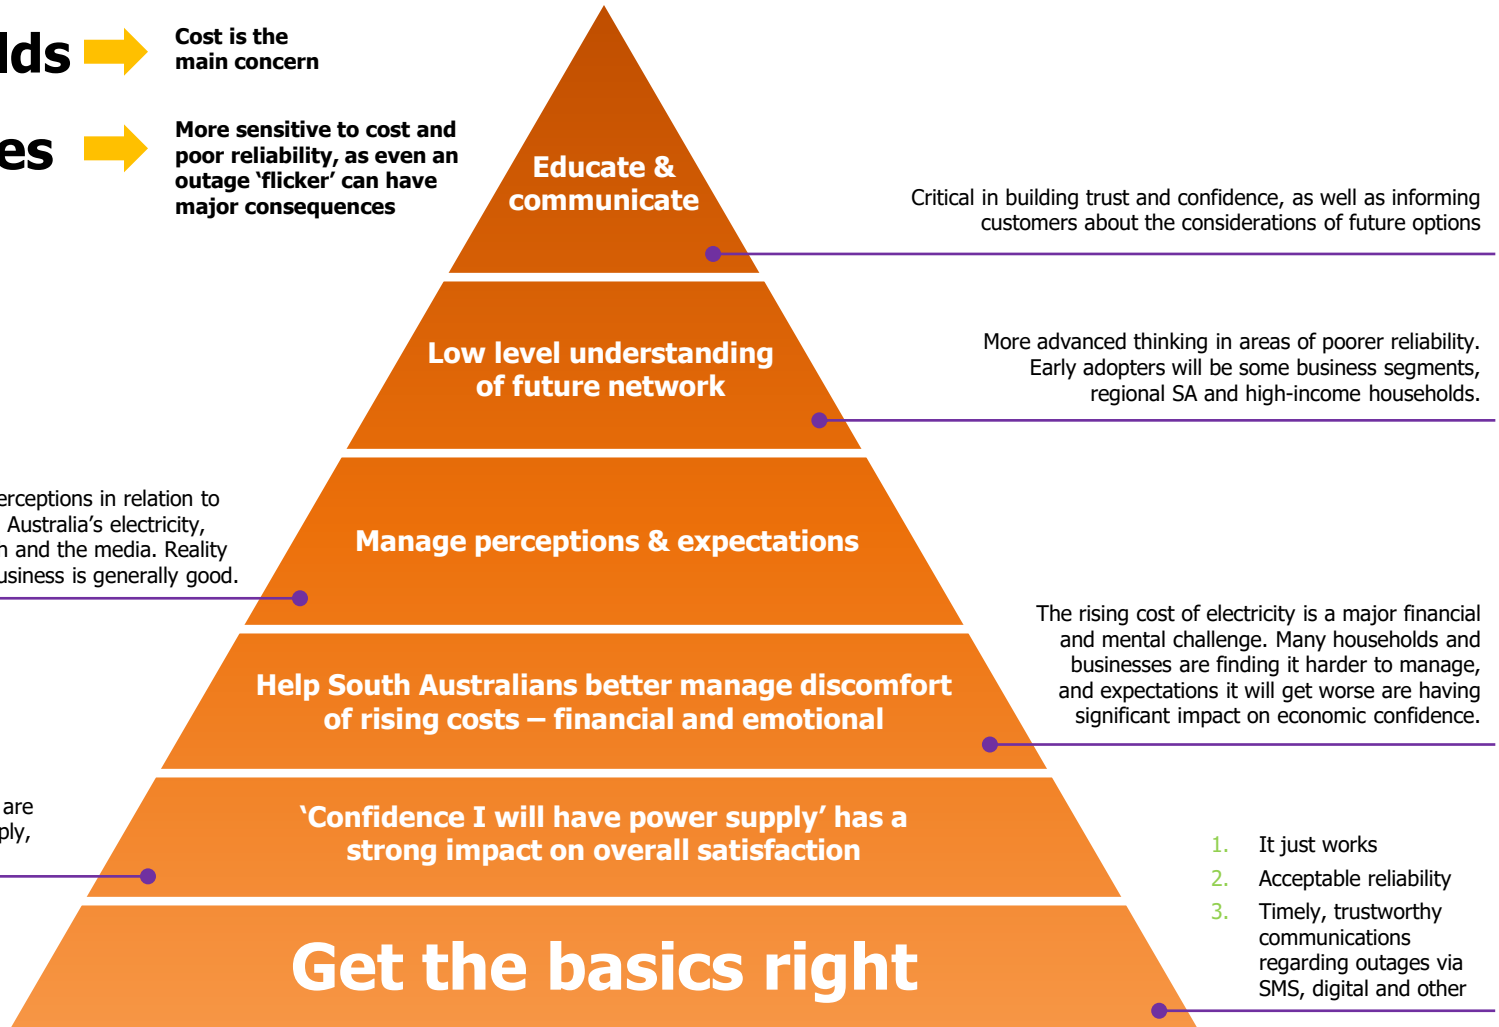 Cost is the
main concern
More sensitive to cost and
poor reliability, as even an
outage ‘flicker’ can have
major consequences
Educate &
communicate
Critical in building trust and confidence, as well as informing
customers about the considerations of future options
Low level understanding
of future network
More advanced thinking in areas of poorer reliability.
Early adopters will be some business segments,
regional SA and high-income households.
in relation to
Australia’s electricity,
and the media. Reality
is generally good.
Manage perceptions & expectations
Help South Australians better manage discomfort
of rising costs – financial and emotional
The rising cost of electricity is a major financial
and mental challenge. Many households and
businesses are finding it harder to manage,
and expectations it will get worse are having
significant impact on economic confidence.
are
‘Confidence I will have power supply’ has a
strong impact on overall satisfaction
Get the basics right
1. It just works
2. Acceptable reliability
3. Timely, trustworthy
communications
regarding outages via
SMS, digital and other